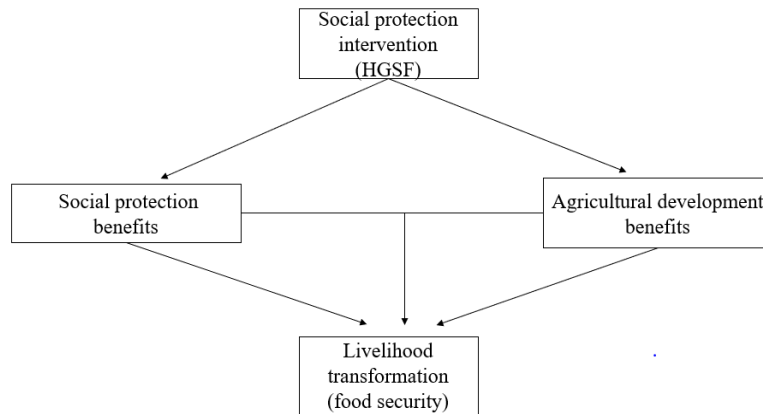 Social protection
intervention
(HGSF)
Social protection
benefits
Agricultural development
benefits
Livelihood
transformation
(food security)